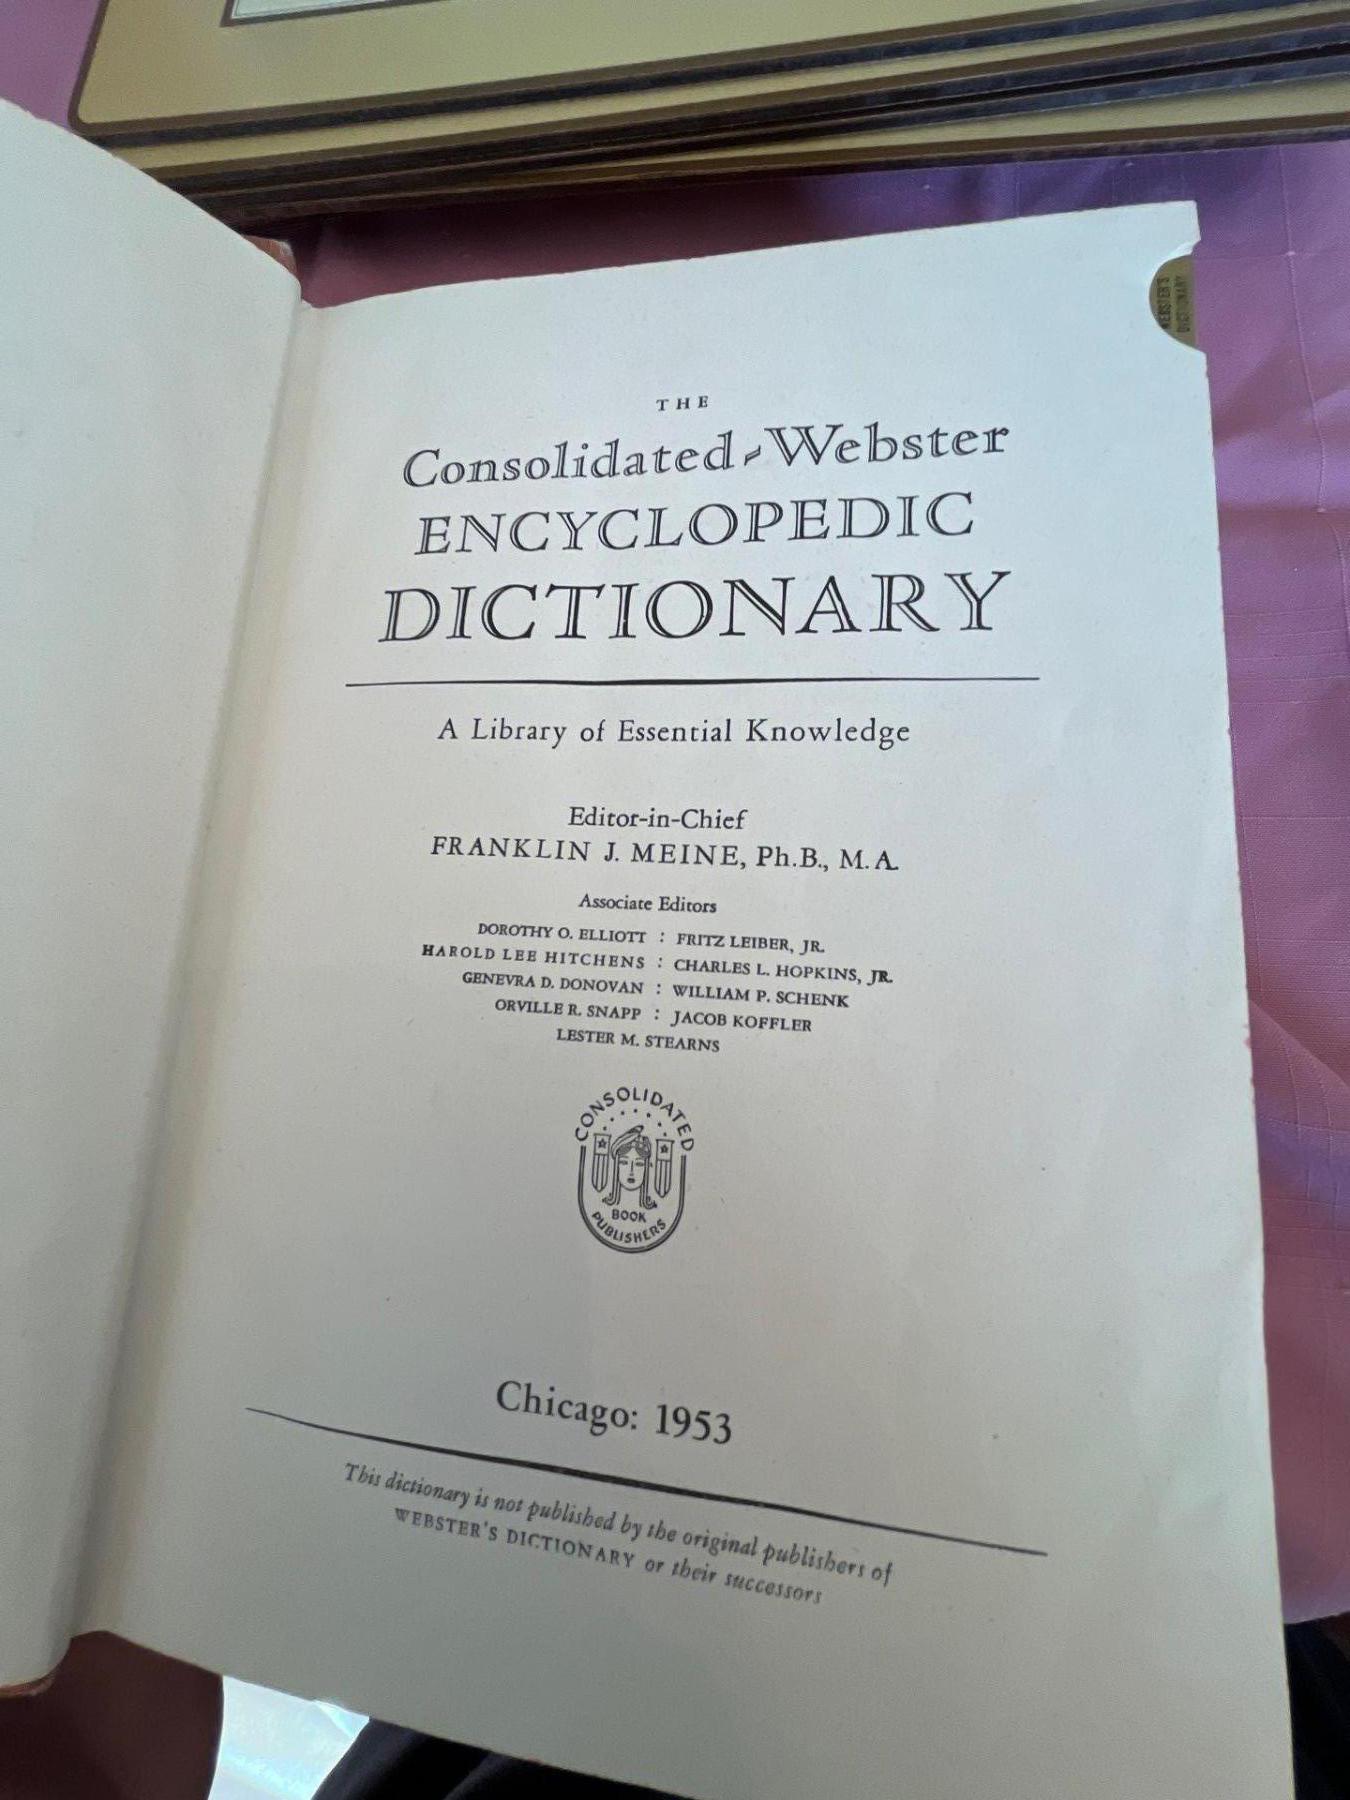 WEBSTER'S
DICTIONARY
THE
Consolidated-Webster
ENCYCLOPEDIC
DICTIONARY
A Library of Essential Knowledge
Editor-in-Chief
FRANKLIN J. MEINE, Ph.B., M.A.
Associate Editors
DOROTHY O. ELLIOTT : FRITZ LEIBER, JR.
HAROLD LEE HITCHENS : CHARLES L. HOPKINS, JR.
GENEVRA D. DONOVAN : WILLIAM P. SCHENK
ORVILLE R. SNAPP : JACOB KOFFLER
LESTER M. STEARNS
CONSOLIDATED
BOOK
PUBLISHERS
Chicago: 1953
This dictionary is not published by the original publishers of
WEBSTER'S DICTIONARY or their successors